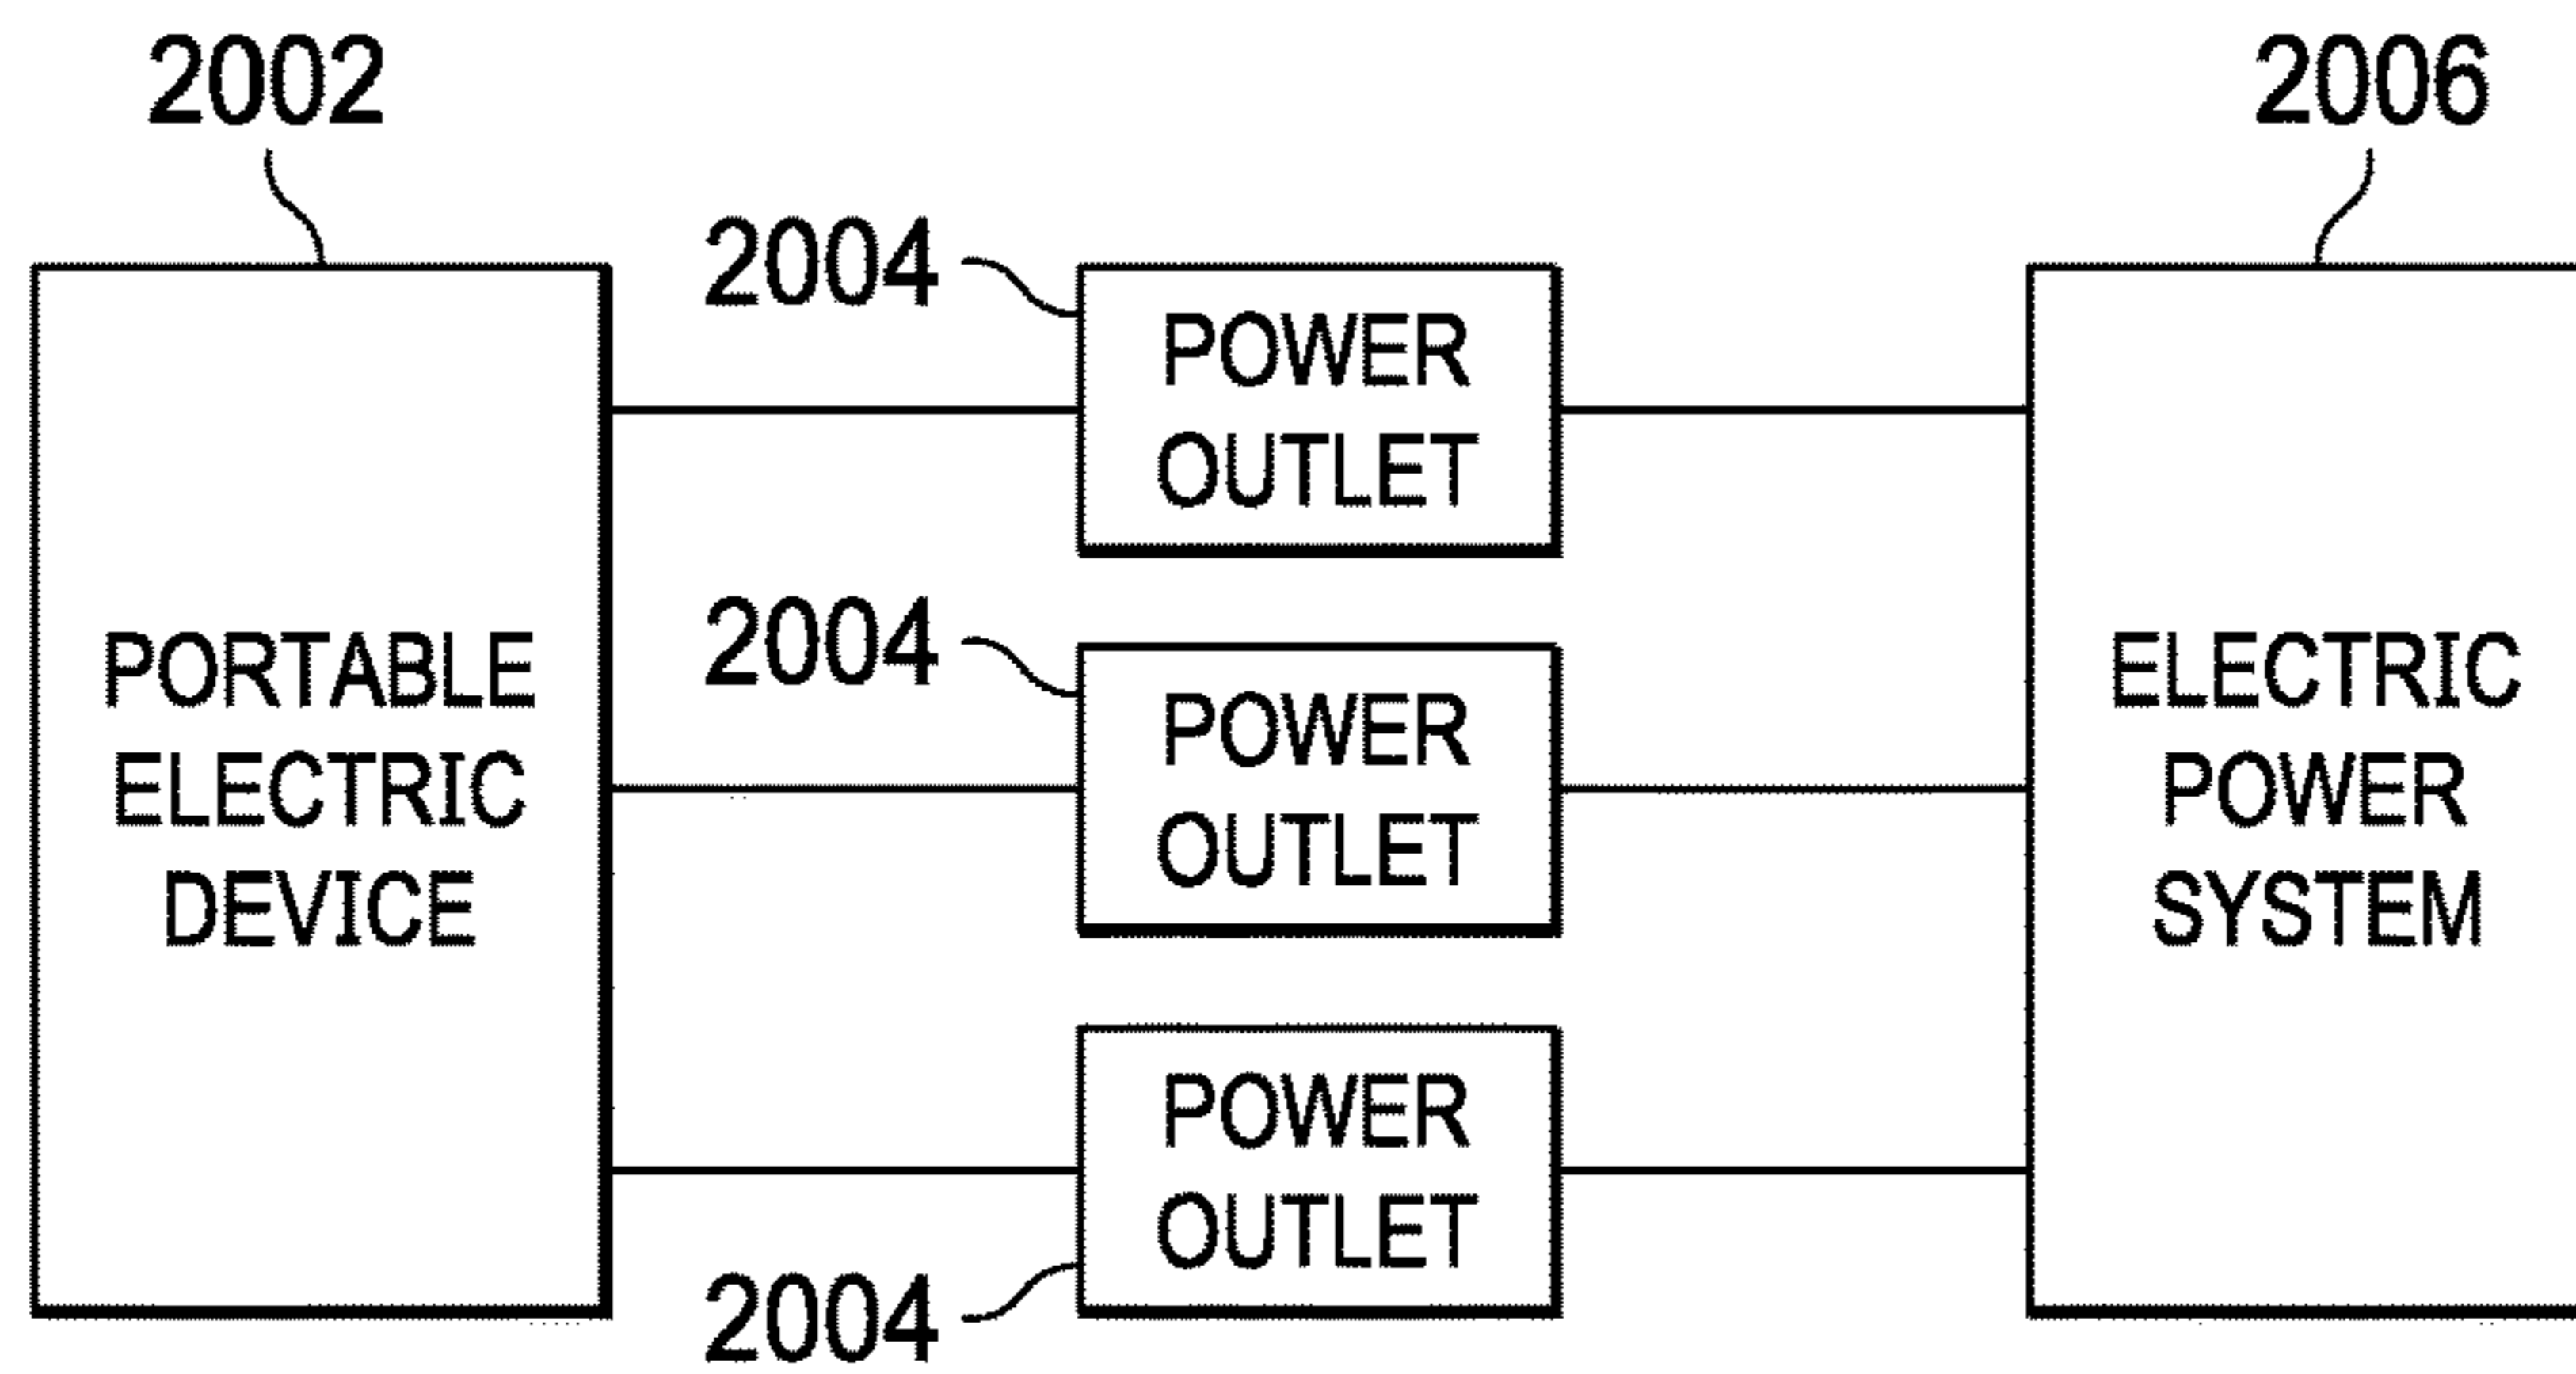 2002
2006
2004
POWER
OUTLET
PORTABLE
ELECTRIC
DEVICE
2004
POWER
OUTLET
ELECTRIC
POWER
SYSTEM
POWER
OUTLET
2004